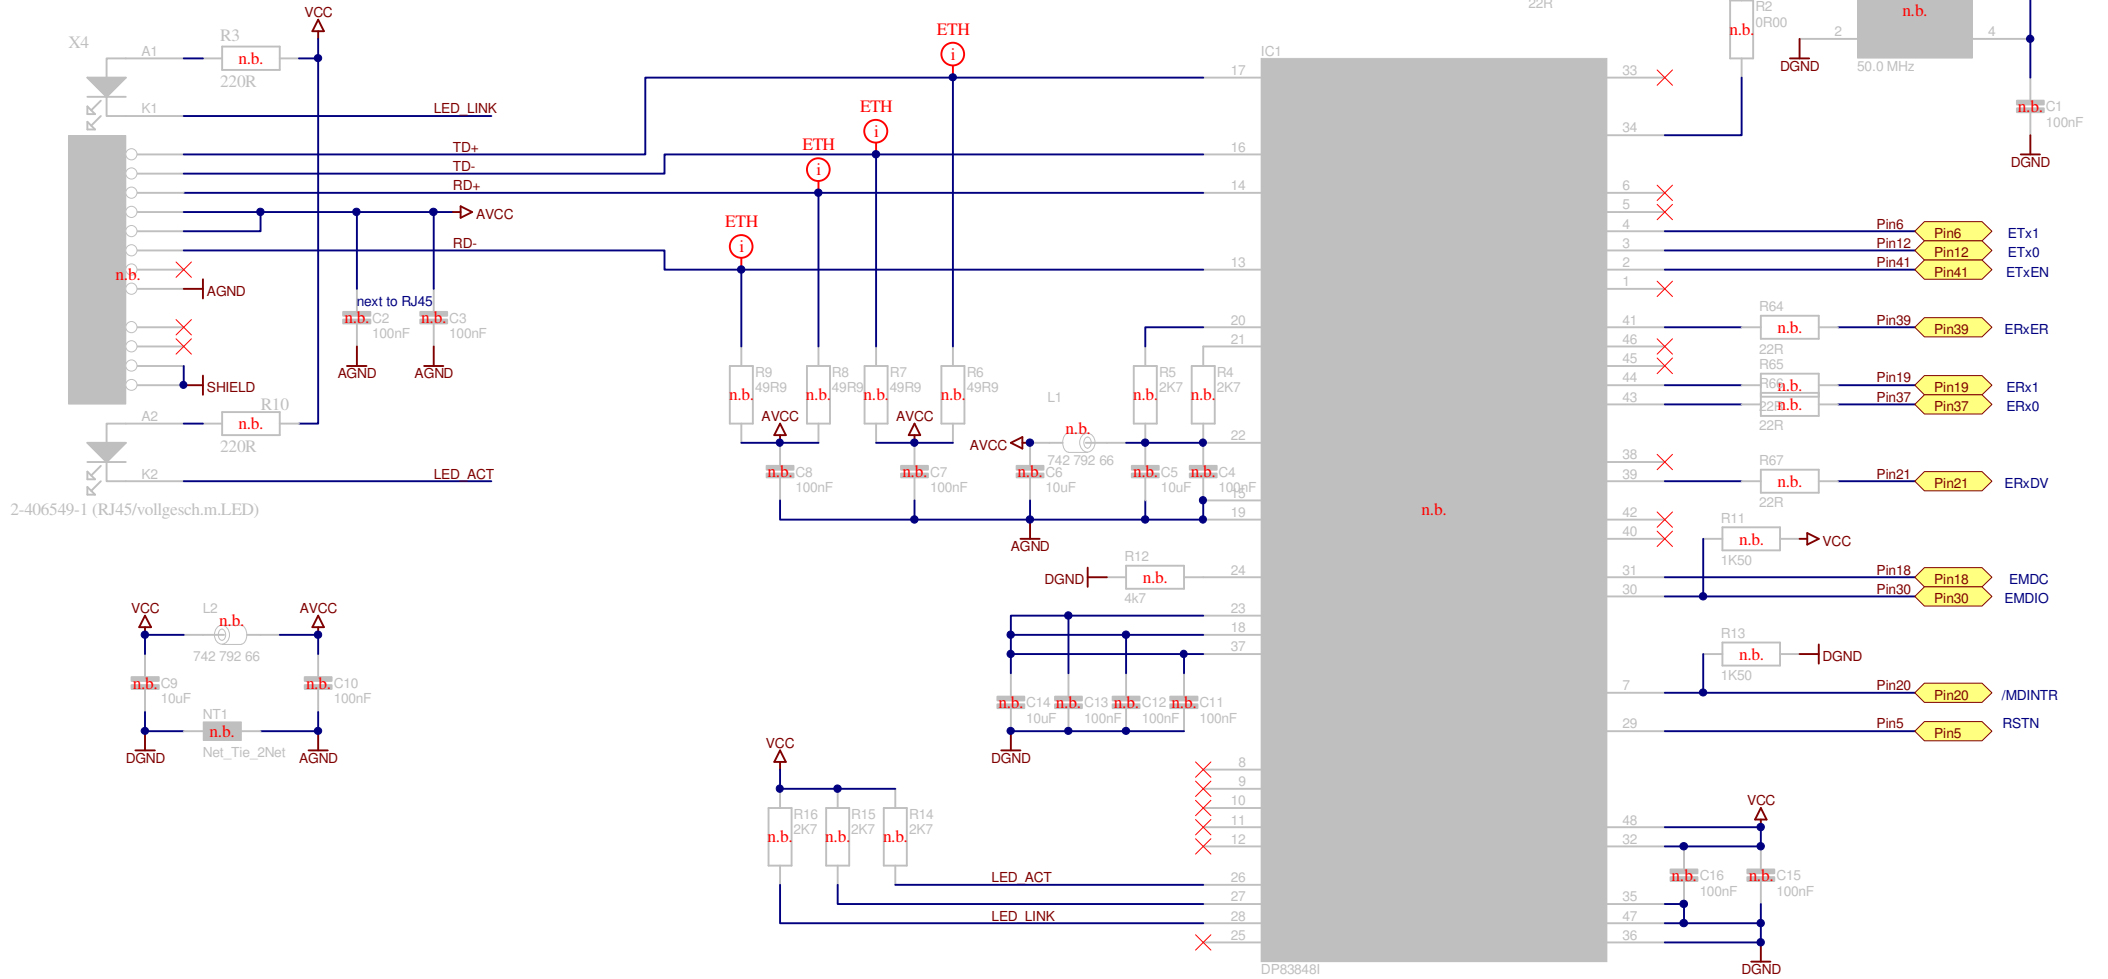 22R
R2
0R00
n.b.
n.b.
2
4
DGND
50.0 MHz
n.b.
C1
100nF
DGND
X4
A1
R3
n.b.
220R
VCC
K1
LED_LINK
TD+
TD-
RD+
AVCC
RD-
n.b.
AGND
next to RJ45
n.b.
C2
100nF
n.b.
C3
100nF
AGND
AGND
SHIELD
A2
R10
n.b.
220R
K2
LED_ACT
2-406549-1 (RJ45/vollgesch.m.LED)
ETH
i
ETH
i
ETH
i
ETH
i
R9
49R9
n.b.
R8
49R9
n.b.
R7
49R9
n.b.
R6
49R9
n.b.
AVCC
AVCC
n.b.
C8
100nF
n.b.
C7
100nF
AVCC
L1
n.b.
742 792 66
n.b.
C6
10uF
R5
2K7
n.b.
R4
2K7
n.b.
n.b.
C5
10uF
n.b.
C4
100nF
AGND
DGND
R12
n.b.
4k7
n.b.
C14
10uF
n.b.
C13
100nF
n.b.
C12
100nF
n.b.
C11
100nF
DGND
VCC
L2
n.b.
742 792 66
AVCC
n.b.
C9
10uF
n.b.
C10
100nF
NT1
n.b.
Net_Tie_2Net
DGND
AGND
VCC
R16
2K7
n.b.
R15
2K7
n.b.
R14
2K7
n.b.
LED_ACT
LED_LINK
IC1
17
16
14
13
20
21
22
15
19
24
23
18
37
8
9
10
11
12
26
27
28
25
n.b.
DP83848I
33
34
6
5
4
3
2
1
41
46
45
44
43
38
39
42
40
31
30
7
29
48
32
35
47
36
Pin6
Pin6
ETx1
Pin12
Pin12
ETx0
Pin41
Pin41
ETxEN
R64
n.b.
22R
Pin39
Pin39
ERxER
R65
n.b.
Pin19
Pin19
ERx1
R66
22R
n.b.
22R
Pin37
Pin37
ERx0
R67
n.b.
22R
Pin21
Pin21
ERxDV
R11
n.b.
1K50
VCC
Pin18
Pin18
EMDC
Pin30
Pin30
EMDIO
R13
n.b.
1K50
DGND
Pin20
Pin20
/MDINTR
Pin5
Pin5
RSTN
VCC
n.b.
C16
100nF
n.b.
C15
100nF
DGND